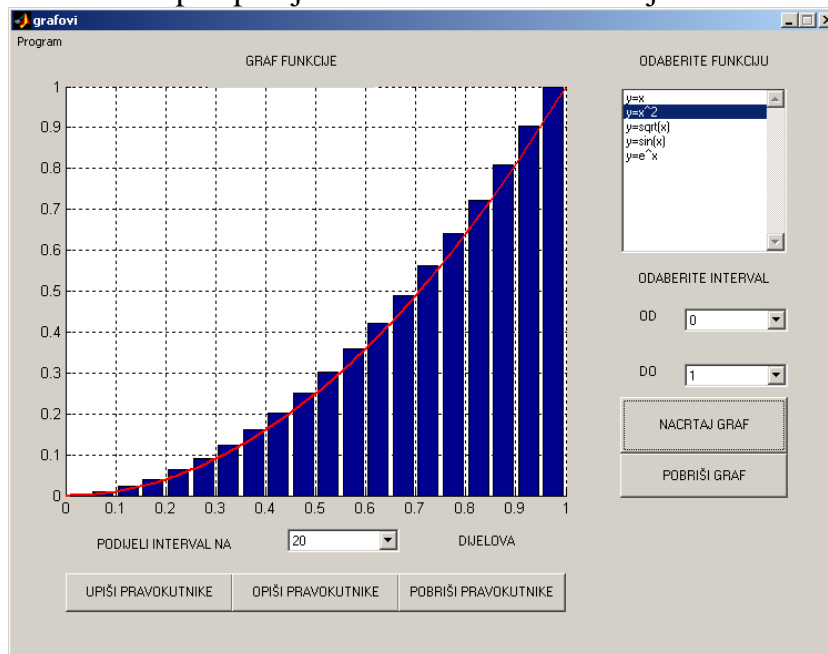 grafovi
Program
GRAF FUNKCIJE
ODABERITE FUNKCIJU
y=x
y=x^2
y=sqrt(x)
y=sin(x)
y=e^x
1
0.9
0.8
0.7
0.6
0.5
0.4
0.3
0.2
0.1
0
0 0.1 0.2 0.3 0.4 0.5 0.6 0.7 0.8 0.9 1
ODABERITE INTERVAL
OD 0
DO 1
NACRTAJ GRAF
POBRIŠI GRAF
PODIJELI INTERVAL NA 20 DIJELOVA
UPIŠI PRAVOKUTNIKE OPIŠI PRAVOKUTNIKE POBRIŠI PRAVOKUTNIKE